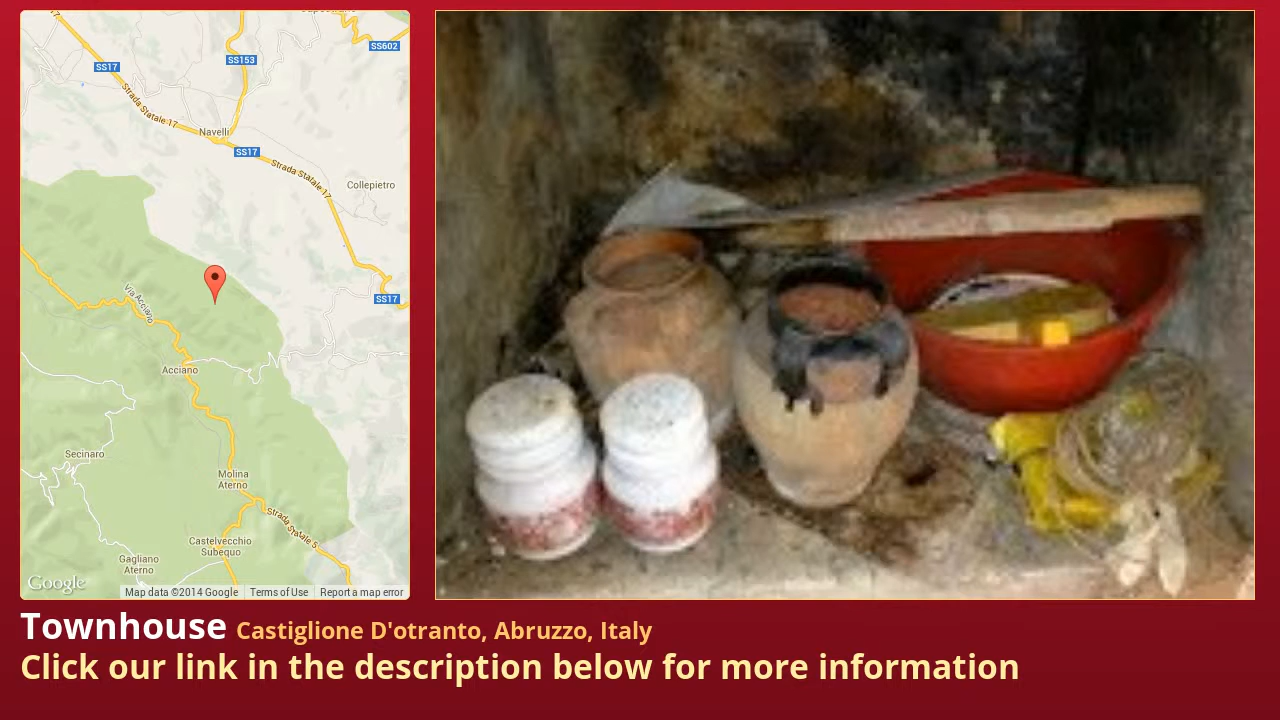 SS602
SS17
SS153
Strada Statale 17
Navelli
SS17
Strada Statale 17
Collepietro
SS17
Via Acciano
Acciano
Secinaro
Molina
Aterno
Strada Statale 5
Castelvecchio
Subequo
Gagliano
Aterno
Google
Map data ©2014 Google Terms of Use Report a map error
Townhouse Castiglione D'otranto, Abruzzo, Italy
Click our link in the description below for more information